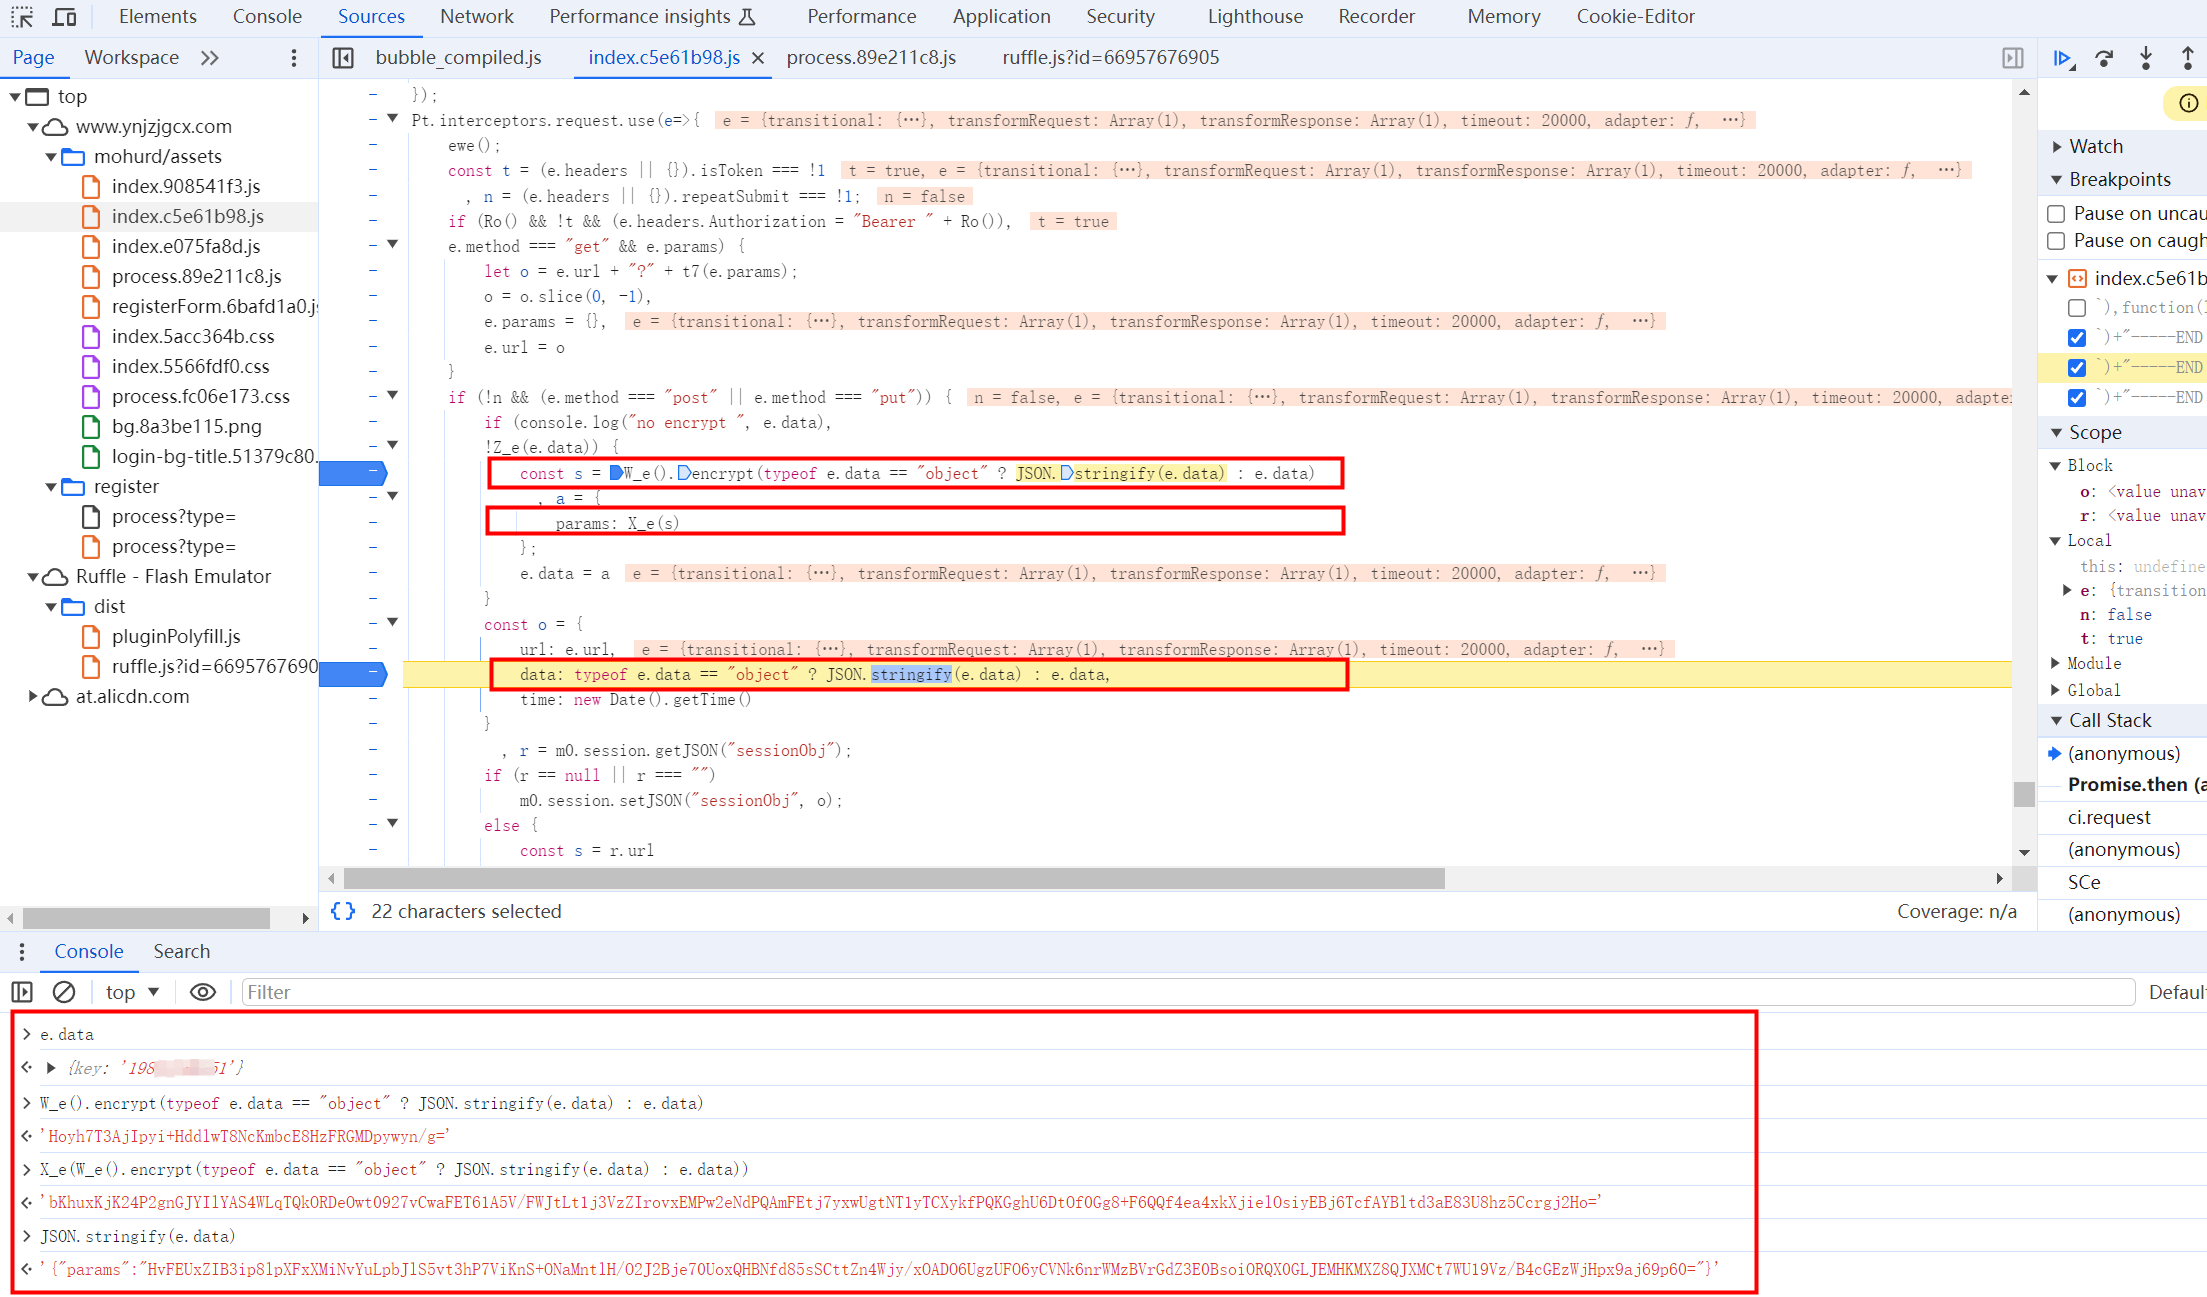 Elements Console Sources Network Performance insights Performance Application Security Lighthouse Recorder Memory Cookie-Editor
Page Workspace
bubble_compiled.js index.c5e61b98.js process.89e211c8.js ruffle.js?id=66957676905
top
www.ynjzjgcx.com
mohurd/assets
index.908541f3.js
index.c5e61b98.js
index.e075fa8d.js
process.89e211c8.js
registerForm.6bafd1a0.js
index.5acc364b.css
index.5566fdf0.css
process.fc06e173.css
bg.8a3be115.png
login-bg-title.51379c80.
register
process?type=
process?type=
Ruffle - Flash Emulator
dist
pluginPolyfill.js
ruffle.js?id=6695767690
at.alicdn.com
});
Pt.interceptors.request.use(e=>{ e = {transitional: {…}, transformRequest: Array(1), transformResponse: Array(1), timeout: 20000, adapter: ƒ, …}
ewe();
const t = (e.headers || {}).isToken === !1 t = true, e = {transitional: {…}, transformRequest: Array(1), transformResponse: Array(1), timeout: 20000, adapter: ƒ, …}
, n = (e.headers || {}).repeatSubmit === !1; n = false
if (Ro() && !t && (e.headers.Authorization = "Bearer " + Ro()), t = true
e.method === "get" && e.params) {
let o = e.url + "?" + t7(e.params);
o = o.slice(0, -1),
e.params = {}, e = {transitional: {…}, transformRequest: Array(1), transformResponse: Array(1), timeout: 20000, adapter: ƒ, …}
e.url = o
}
if (!n && (e.method === "post" || e.method === "put")) { n = false, e = {transitional: {…}, transformRequest: Array(1), transformResponse: Array(1), timeout: 20000, adapte
if (console.log("no encrypt ", e.data),
!Z_e(e.data)) {
const s = W_e().encrypt(typeof e.data == "object" ? JSON.stringify(e.data) : e.data)
, a = {
params: X_e(s)
};
e.data = a e = {transitional: {…}, transformRequest: Array(1), transformResponse: Array(1), timeout: 20000, adapter: ƒ, …}
}
const o = {
url: e.url, e = {transitional: {…}, transformRequest: Array(1), transformResponse: Array(1), timeout: 20000, adapter: ƒ, …}
data: typeof e.data == "object" ? JSON.stringify(e.data) : e.data,
time: new Date().getTime()
}
, r = m0.session.getJSON("sessionObj");
if (r == null || r === "")
m0.session.setJSON("sessionObj", o);
else {
const s = r.url
{} 22 characters selected Coverage: n/a
Watch
Breakpoints
Pause on uncau
Pause on caugh
index.c5e61b
`),function(
`)+"-----END
`)+"-----END
`)+"-----END
Scope
Block
o: <value unav
r: <value unav
Local
this: undefine
e: {transition
n: false
t: true
Module
Global
Call Stack
(anonymous)
Promise.then (a
ci.request
(anonymous)
SCe
(anonymous)
Console Search
top Filter Defaul
> e.data
{key: '198 51'}
> W_e().encrypt(typeof e.data == "object" ? JSON.stringify(e.data) : e.data)
'Hoyh7T3AjIpyi+HddlwT8NcKmbcE8HzFRGMDpywyn/g='
> X_e(W_e().encrypt(typeof e.data == "object" ? JSON.stringify(e.data) : e.data))
'bKhuxKjK24P2gnGJYIlYAS4WLqTQkORDeOwt0927vCwaFET61A5V/FWJtLt1j3VzZIrovxEMPw2eNdPQAmFEtj7yxwUgtNT1yTCXykfPQKGghU6DtOf0Gg8+F6QQf4ea4xkXjielOsiyEBj6TcfAYBltd3aE83U8hz5Ccrgj2Ho='
> JSON.stringify(e.data)
'{"params":"HvFEUxZIB3ip8lpXFxXMiNvYuLpbJlS5vt3hP7ViKnS+ONaMntlH/O2J2Bje70UoxQHBNfd85sSCttZn4Wjy/xOADO6UgzUFO6yCVNk6nrWMzBVrGdZ3E0BsoiORQX0GLJEMHKMXZ8QJXMCt7WU19Vz/B4cGEzWjHpx9aj69p60="}'